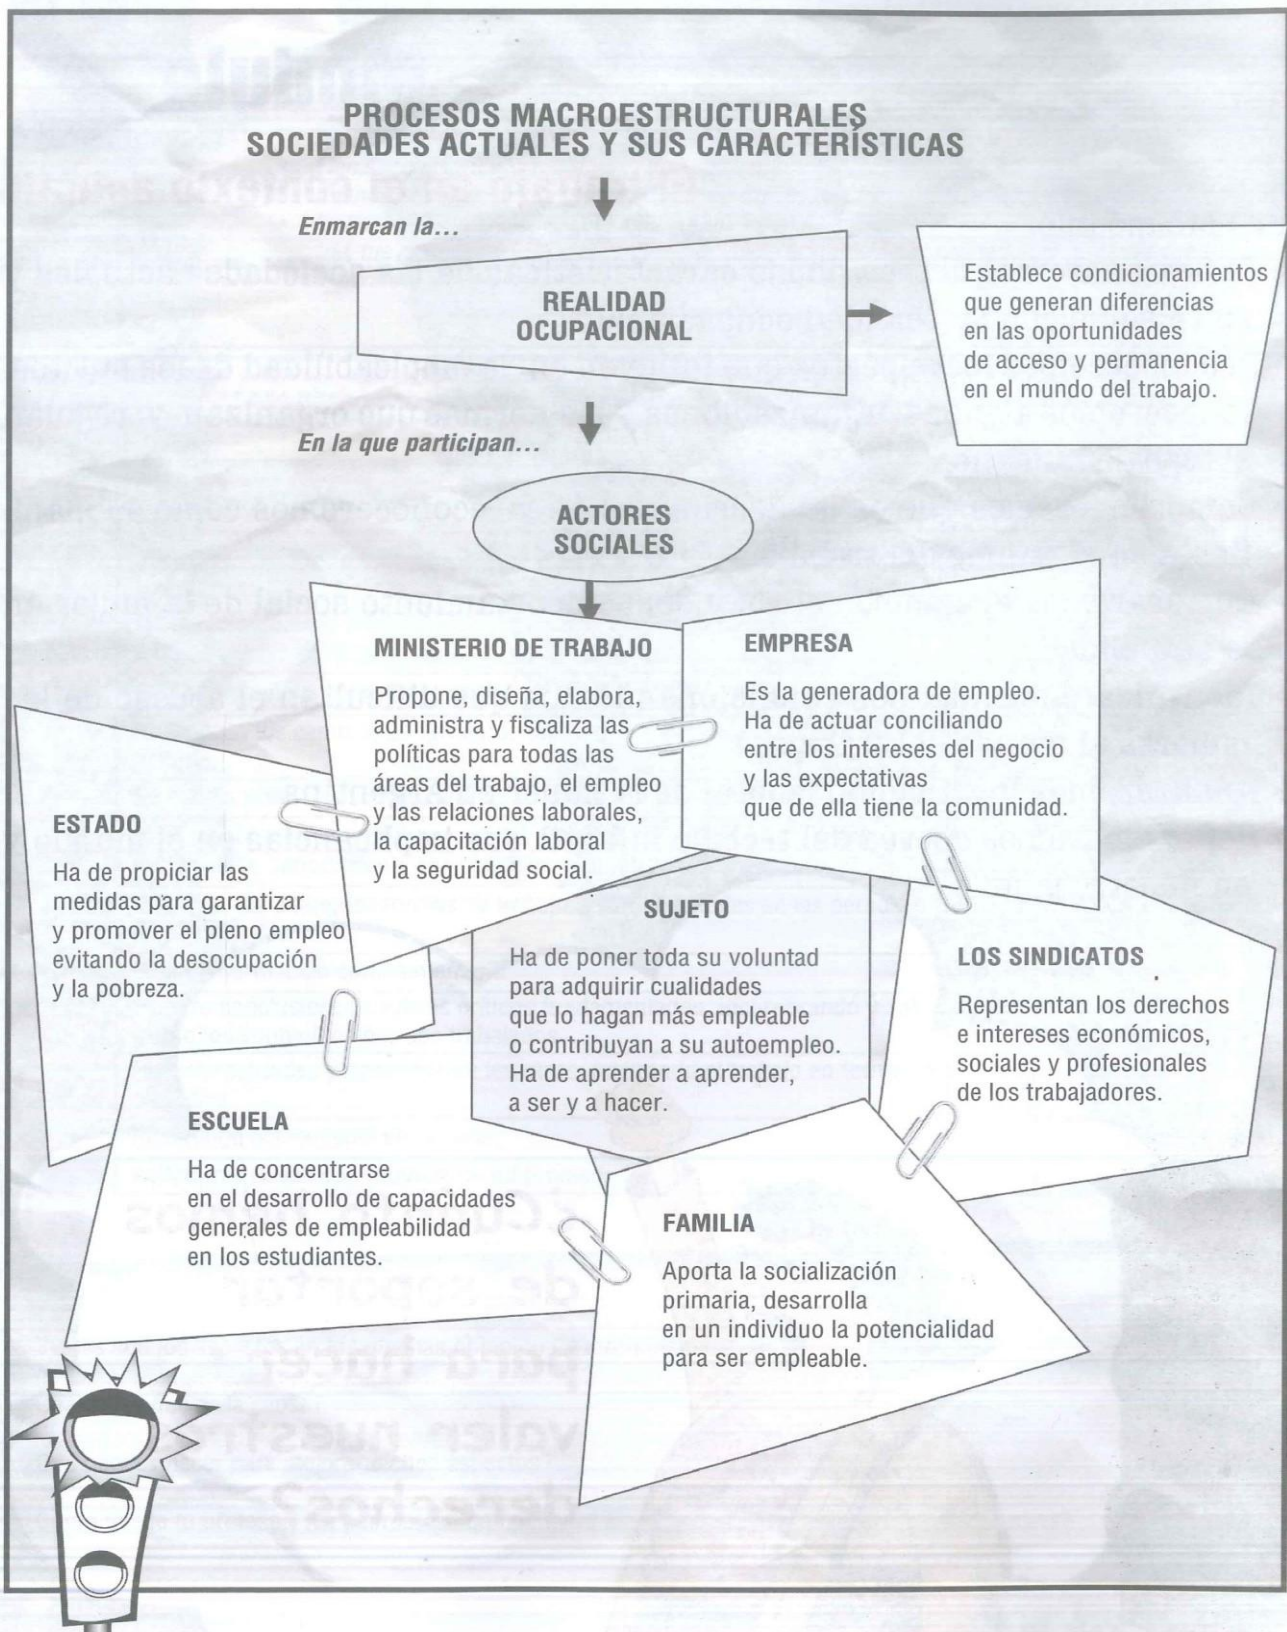 PROCESOS MACROESTRUCTURALES
SOCIEDADES ACTUALES Y SUS CARACTERÍSTICAS
Enmarcan la...
REALIDAD
OCUPACIONAL
Establece condicionamientos
que generan diferencias
en las oportunidades
de acceso y permanencia
en el mundo del trabajo.
En la que participan...
ACTORES
SOCIALES
MINISTERIO DE TRABAJO
Propone, diseña, elabora,
administra y fiscaliza las
políticas para todas las
áreas del trabajo, el empleo
y las relaciones laborales,
la capacitación laboral
y la seguridad social.
EMPRESA
Es la generadora de empleo.
Ha de actuar conciliando
entre los intereses del negocio
y las expectativas
que de ella tiene la comunidad.
ESTADO
Ha de propiciar las
medidas para garantizar
y promover el pleno empleo
evitando la desocupación
y la pobreza.
SUJETO
Ha de poner toda su voluntad
para adquirir cualidades
que lo hagan más empleable
o contribuyan a su autoempleo.
Ha de aprender a aprender,
a ser y a hacer.
LOS SINDICATOS
Representan los derechos
e intereses económicos,
sociales y profesionales
de los trabajadores.
ESCUELA
Ha de concentrarse
en el desarrollo de capacidades
generales de empleabilidad
en los estudiantes.
FAMILIA
Aporta la socialización
primaria, desarrolla
en un individuo la potencialidad
para ser empleable.